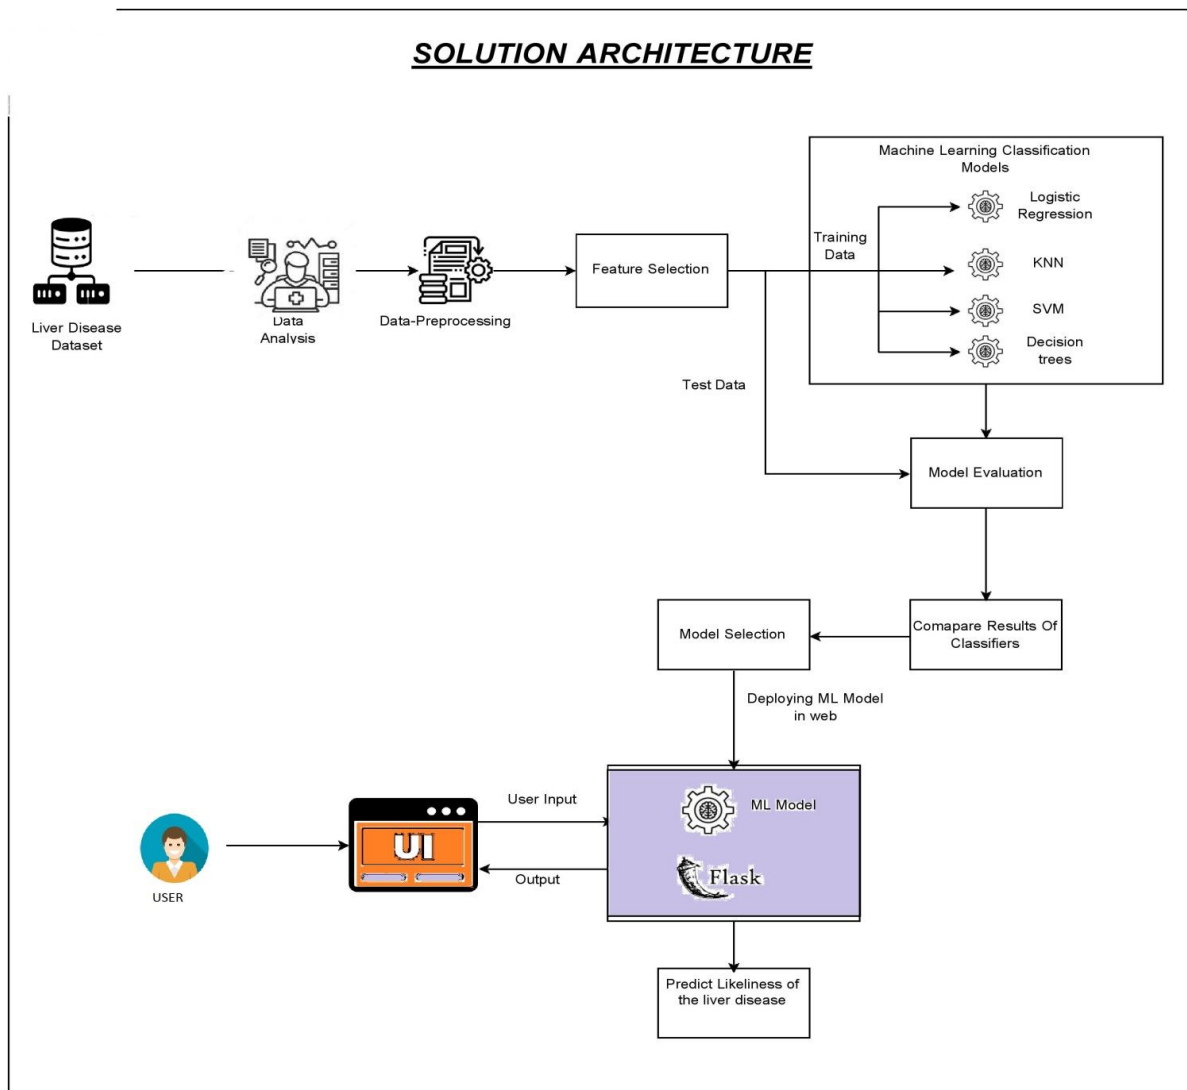 SOLUTION ARCHITECTURE
Machine Learning Classification
Models
Logistic
Regression
Training
Data
KNN
SVM
Decision
trees
Feature Selection
Liver Disease
Dataset
Data
Analysis
Data-Preprocessing
Test Data
Model Evaluation
Comapare Results Of
Classifiers
Model Selection
Deploying ML Model
in web
ML Model
Flask
User Input
UI
Output
USER
Predict Likeliness of
the liver disease